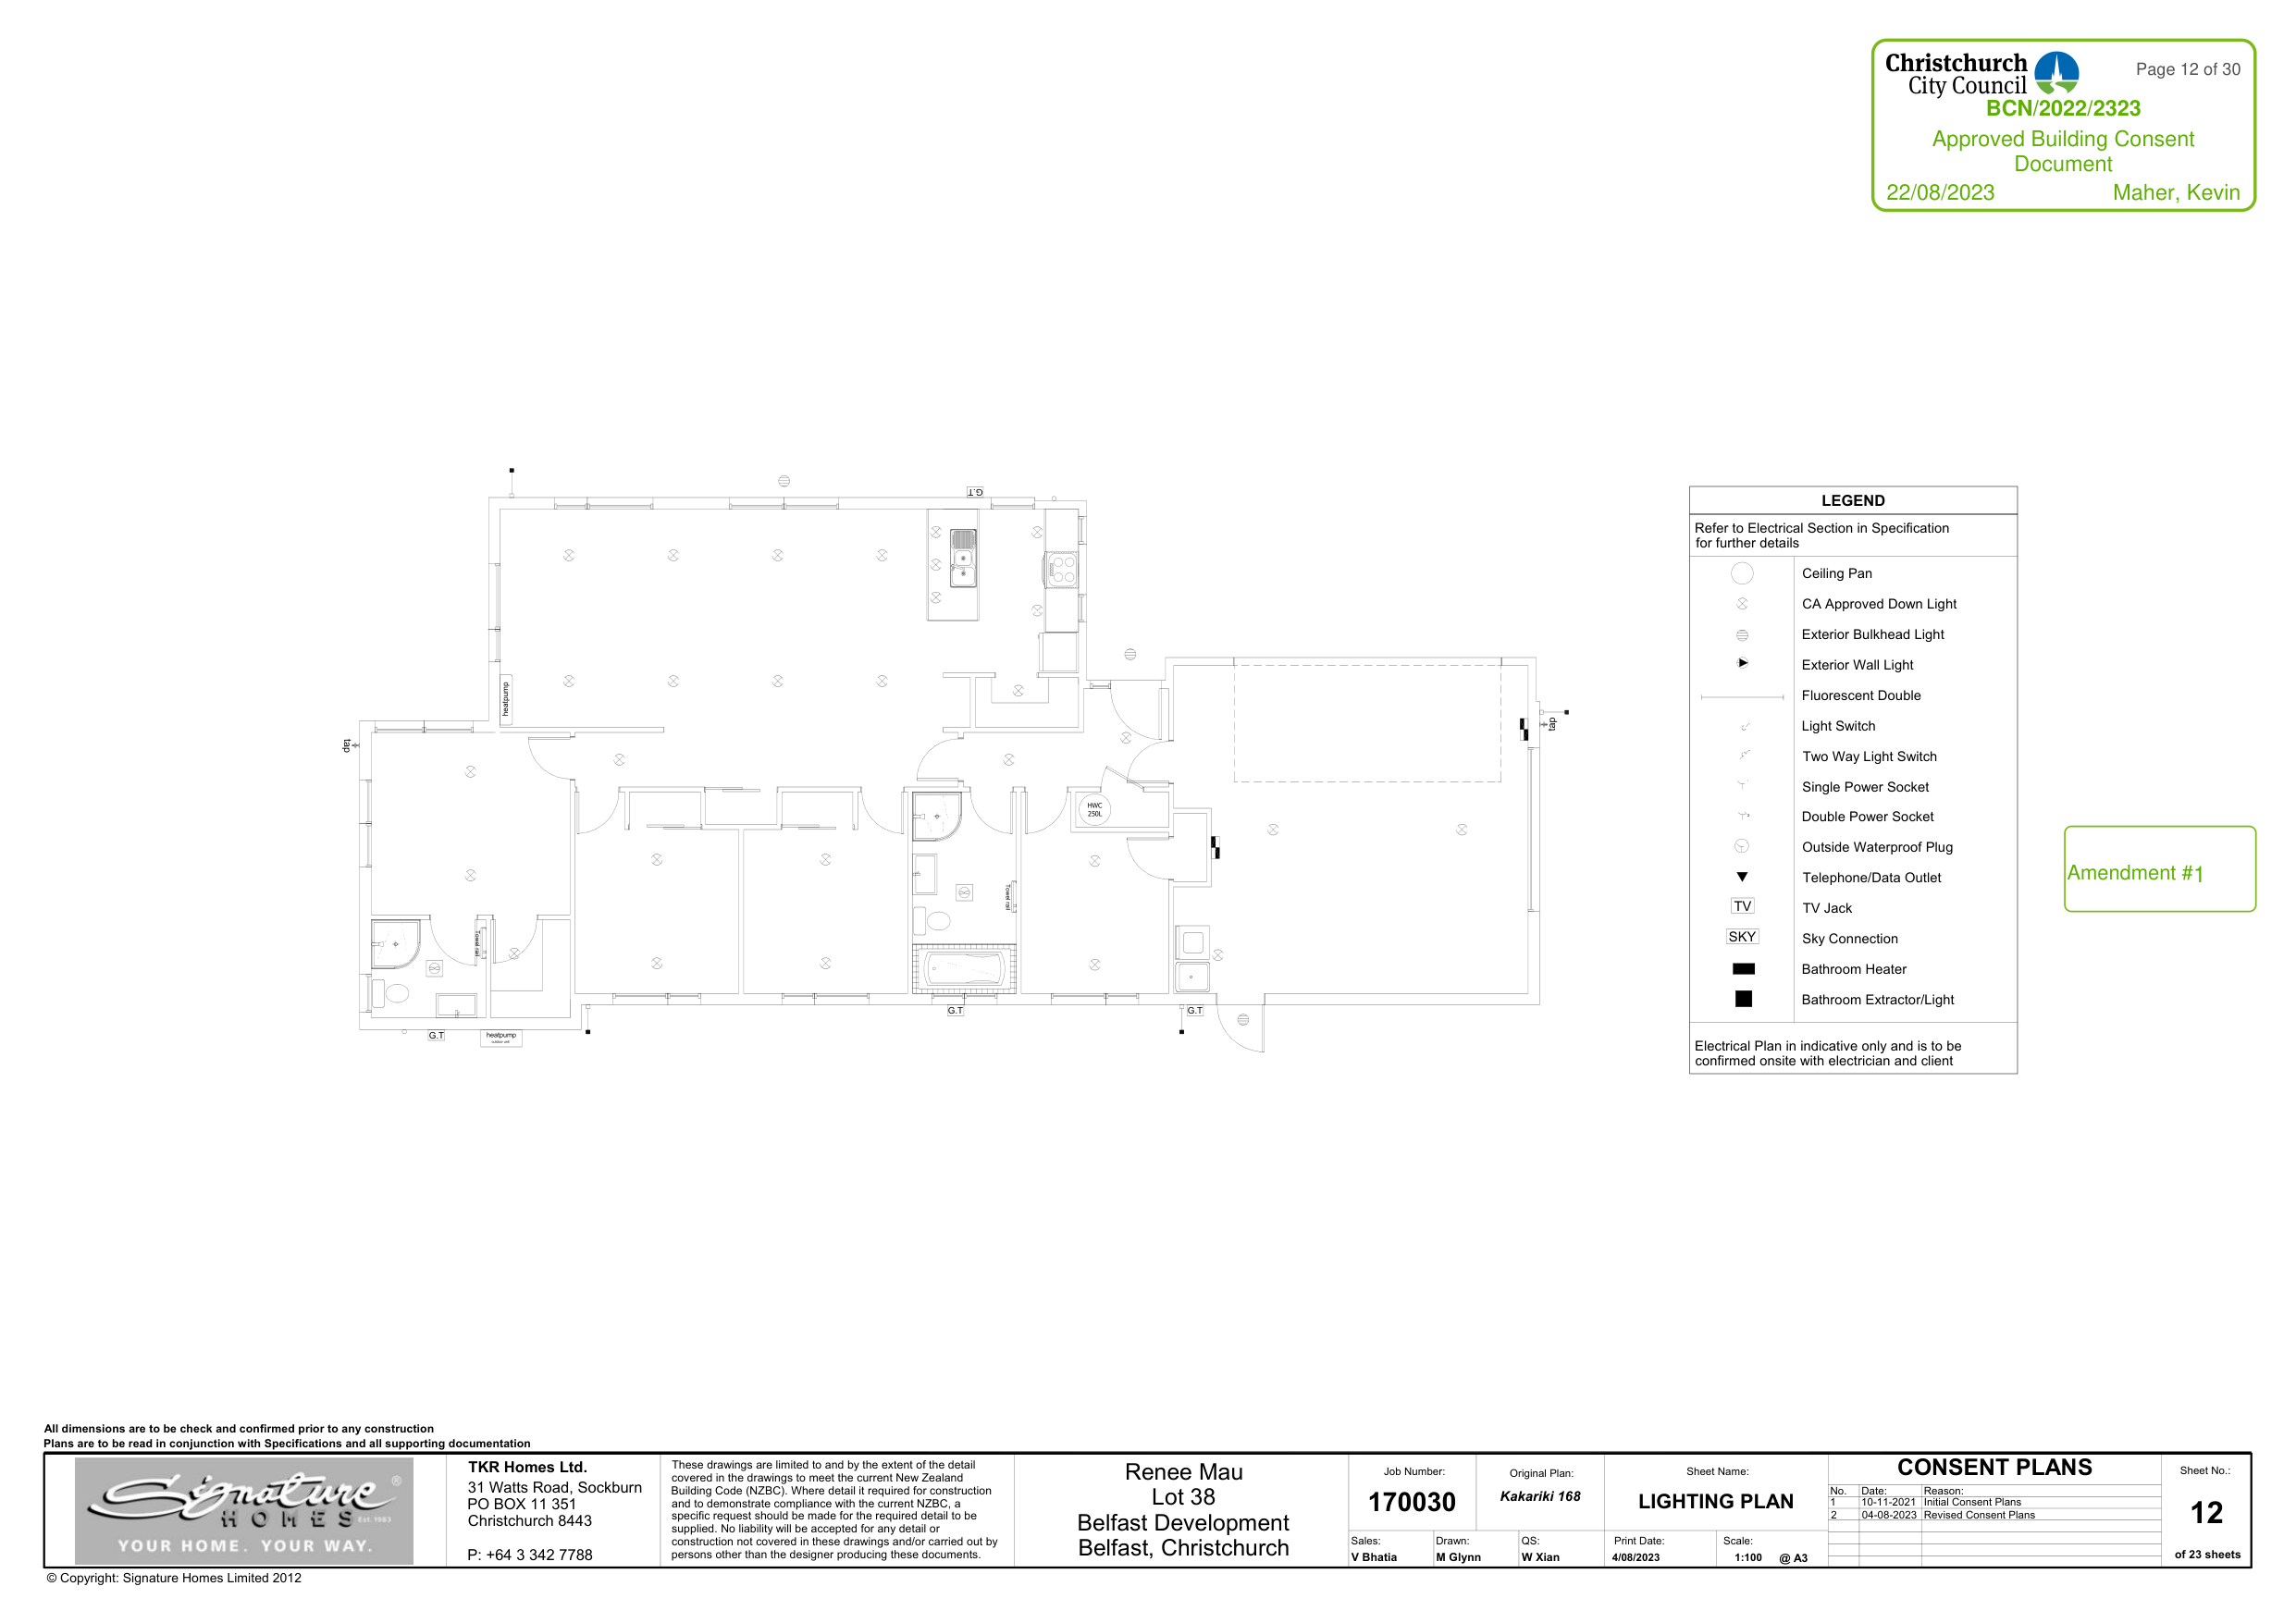 Christchurch
City Council
Page 12 of 30
BCN/2022/2323
Approved Building Consent
Document
22/08/2023 Maher, Kevin
G.T
heatpump
tap
tap
HWC
250L
Towel rail
Towel rail
G.T
G.T
G.T
heatpump
outdoor unit
LEGEND
Refer to Electrical Section in Specification
for further details
Ceiling Pan
CA Approved Down Light
Exterior Bulkhead Light
Exterior Wall Light
Fluorescent Double
Light Switch
Two Way Light Switch
Single Power Socket
Double Power Socket
Outside Waterproof Plug
Telephone/Data Outlet
TV TV Jack
SKY Sky Connection
Bathroom Heater
Bathroom Extractor/Light
Electrical Plan in indicative only and is to be
confirmed onsite with electrician and client
Amendment #1
All dimensions are to be check and confirmed prior to any construction
Plans are to be read in conjunction with Specifications and all supporting documentation
Signature ®
HOMES Est. 1983
YOUR HOME. YOUR WAY.
TKR Homes Ltd.
31 Watts Road, Sockburn
PO BOX 11 351
Christchurch 8443
P: +64 3 342 7788
These drawings are limited to and by the extent of the detail
covered in the drawings to meet the current New Zealand
Building Code (NZBC). Where detail it required for construction
and to demonstrate compliance with the current NZBC, a
specific request should be made for the required detail to be
supplied. No liability will be accepted for any detail or
construction not covered in these drawings and/or carried out by
persons other than the designer producing these documents.
Renee Mau
Lot 38
Belfast Development
Belfast, Christchurch
Job Number:
170030
Original Plan:
Kakariki 168
Sheet Name:
LIGHTING PLAN
Sales:
V Bhatia
Drawn:
M Glynn
QS:
W Xian
Print Date:
4/08/2023
Scale:
1:100 @ A3
CONSENT PLANS
No. Date: Reason:
1 10-11-2021 Initial Consent Plans
2 04-08-2023 Revised Consent Plans
Sheet No.:
12
of 23 sheets
© Copyright: Signature Homes Limited 2012